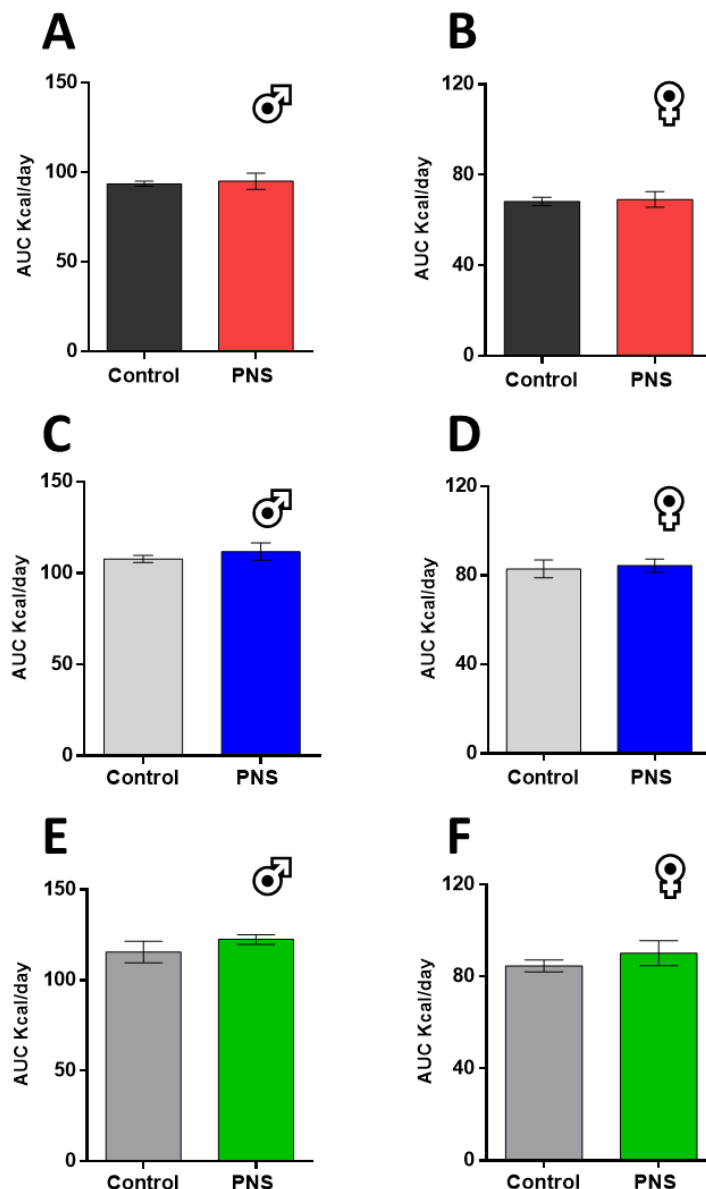 A
B
150
100
50
0
AUC Kcal/day
Control
PNS
120
80
40
0
AUC Kcal/day
Control
PNS
C
D
150
100
50
0
AUC Kcal/day
Control
PNS
120
80
40
0
AUC Kcal/day
Control
PNS
E
F
150
100
50
0
AUC Kcal/day
Control
PNS
120
80
40
0
AUC Kcal/day
Control
PNS